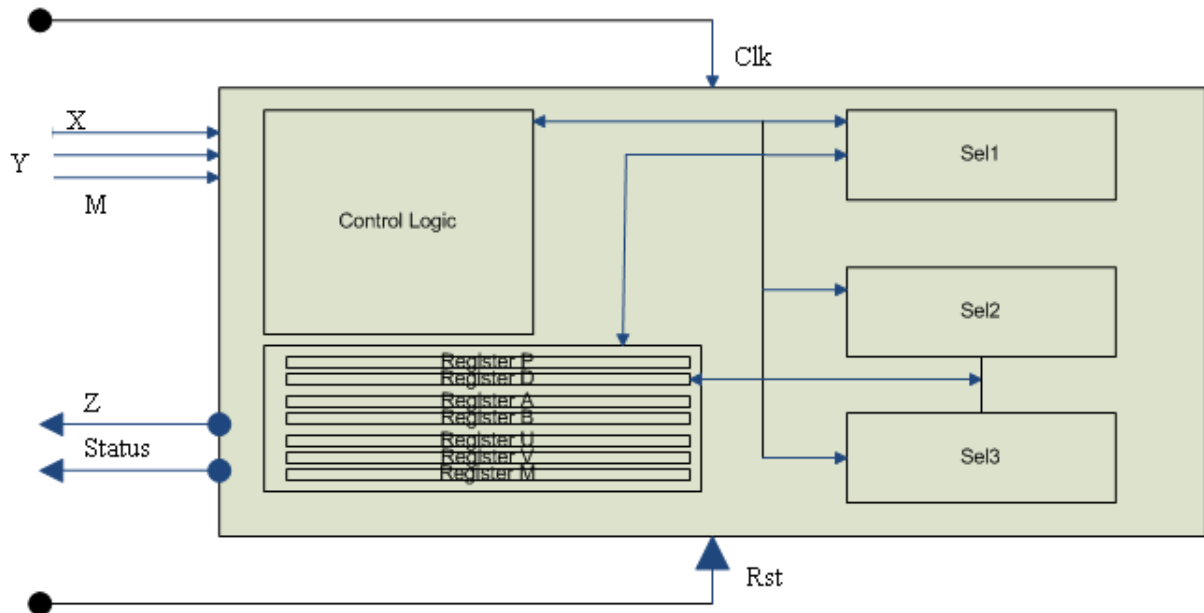 Clk
X
Y
M
Control Logic
Sel1
Sel2
Sel3
Register P
Register D
Register A
Register B
Register U
Register V
Register M
Z
Status
Rst